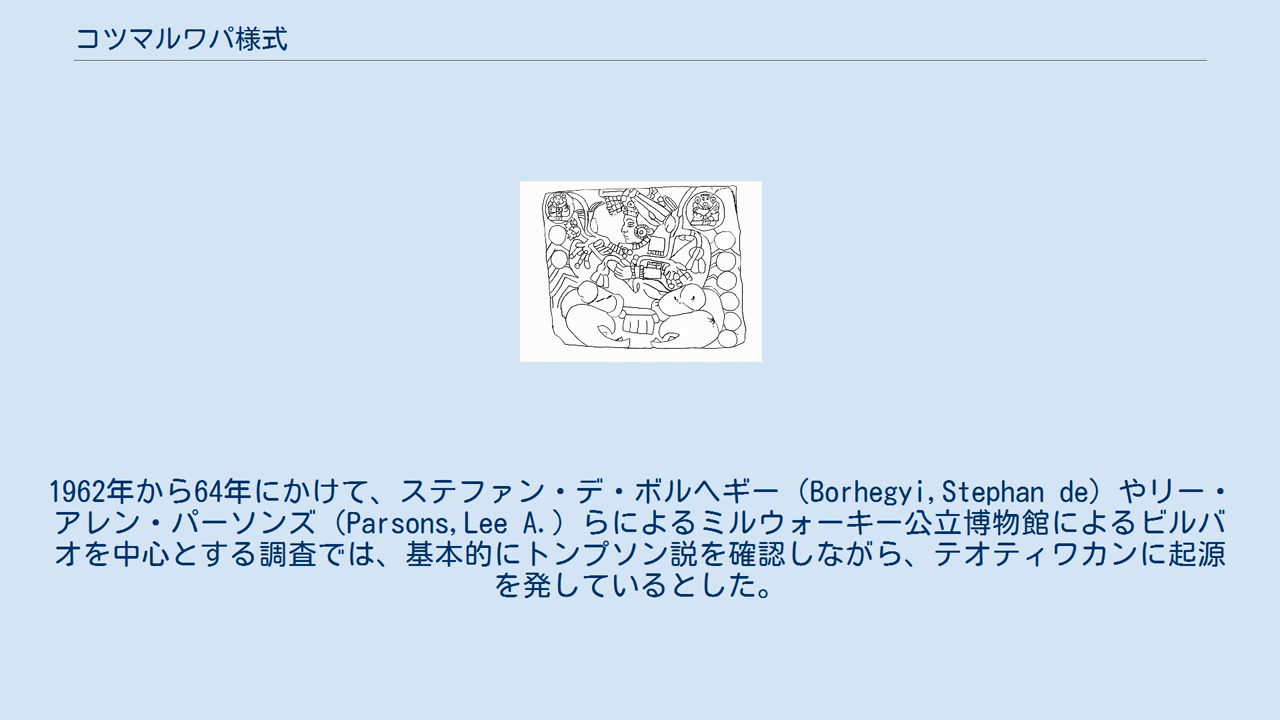 コツマルワパ様式
1962年から64年にかけて、ステファン・デ・ボルヘギー（Borhegyi,Stephan de）やリー・
アレン・パーソンズ（Parsons,Lee A.）らによるミルウォーキー公立博物館によるビルバ
オを中心とする調査では、基本的にトンプソン説を確認しながら、テオティワカンに起源
を発しているとした。